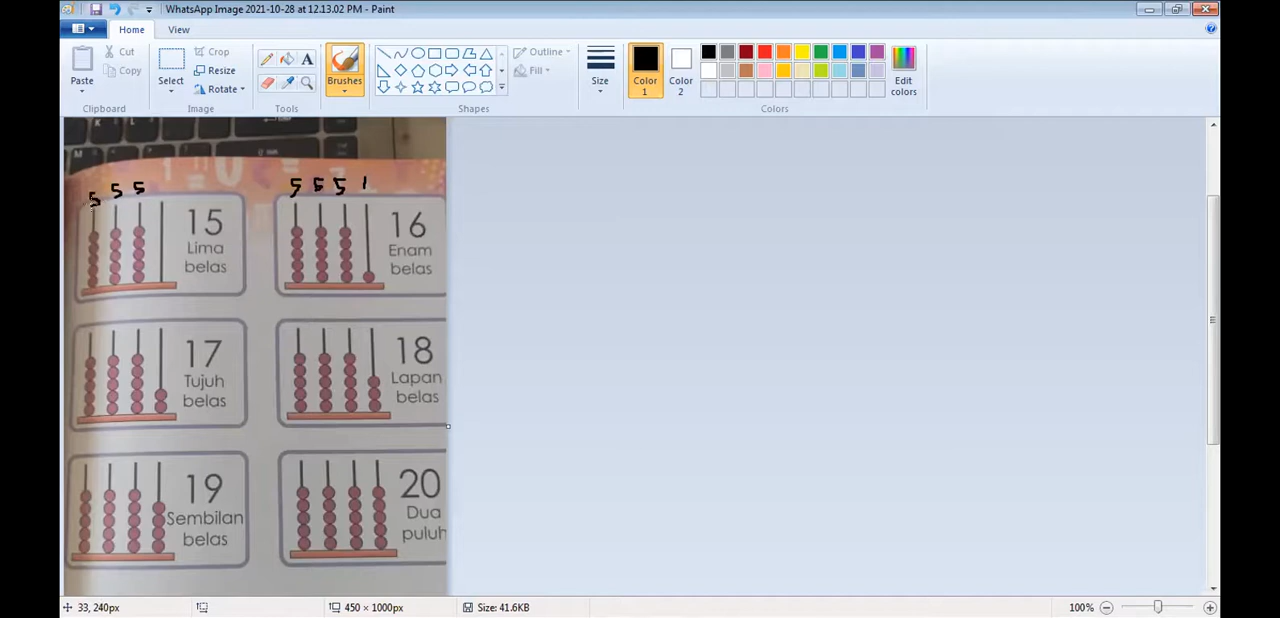 WhatsApp Image 2021-10-28 at 12.13.02 PM - Paint
Home View
Paste
Cut
Copy
Clipboard
Select
Crop
Resize
Rotate
Image
A
Tools
Brushes
Outline
Fill
Shapes
Size
Color 1
Color 2
Edit colors
Colors
K L
M
5 5 5
5 5 5 1
15
Lima
belas
16
Enam
belas
17
Tujuh
belas
18
Lapan
belas
19
Sembilan
belas
20
Dua
puluh
33, 240px
450 × 1000px
Size: 41.6KB
100%